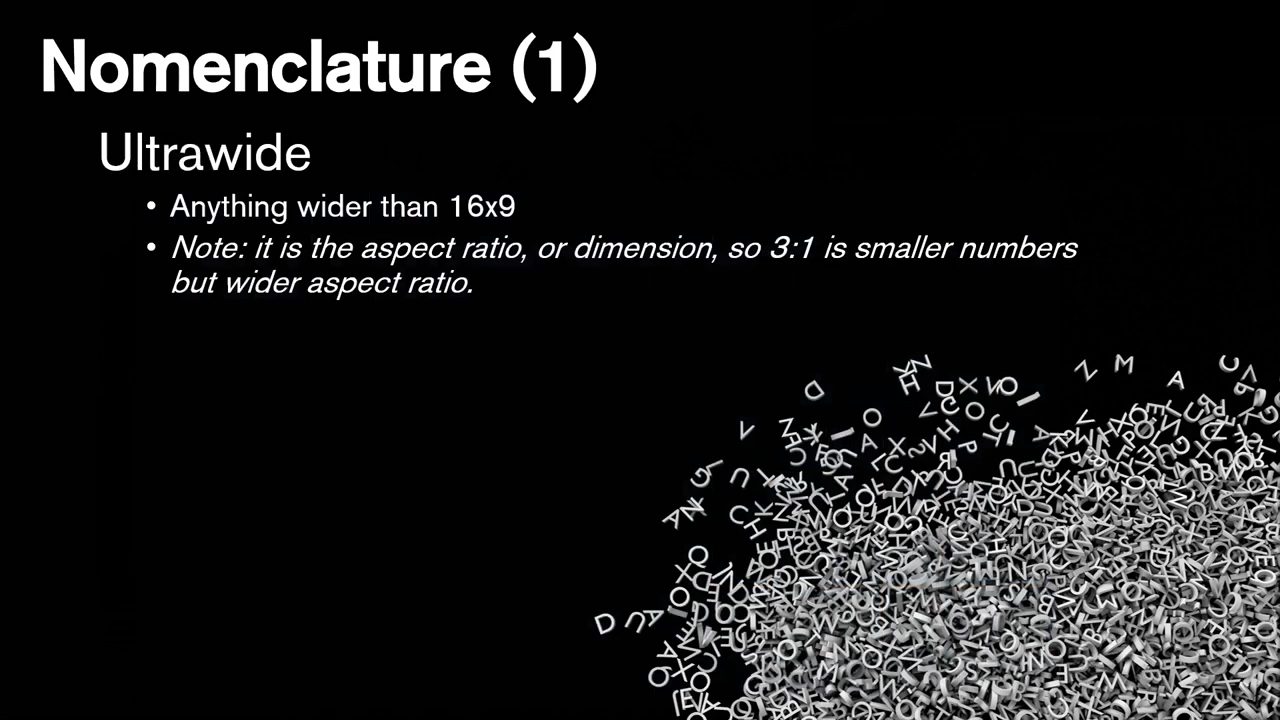 Nomenclature (1)
Ultrawide
• Anything wider than 16x9
• Note: it is the aspect ratio, or dimension, so 3:1 is smaller numbers
but wider aspect ratio.